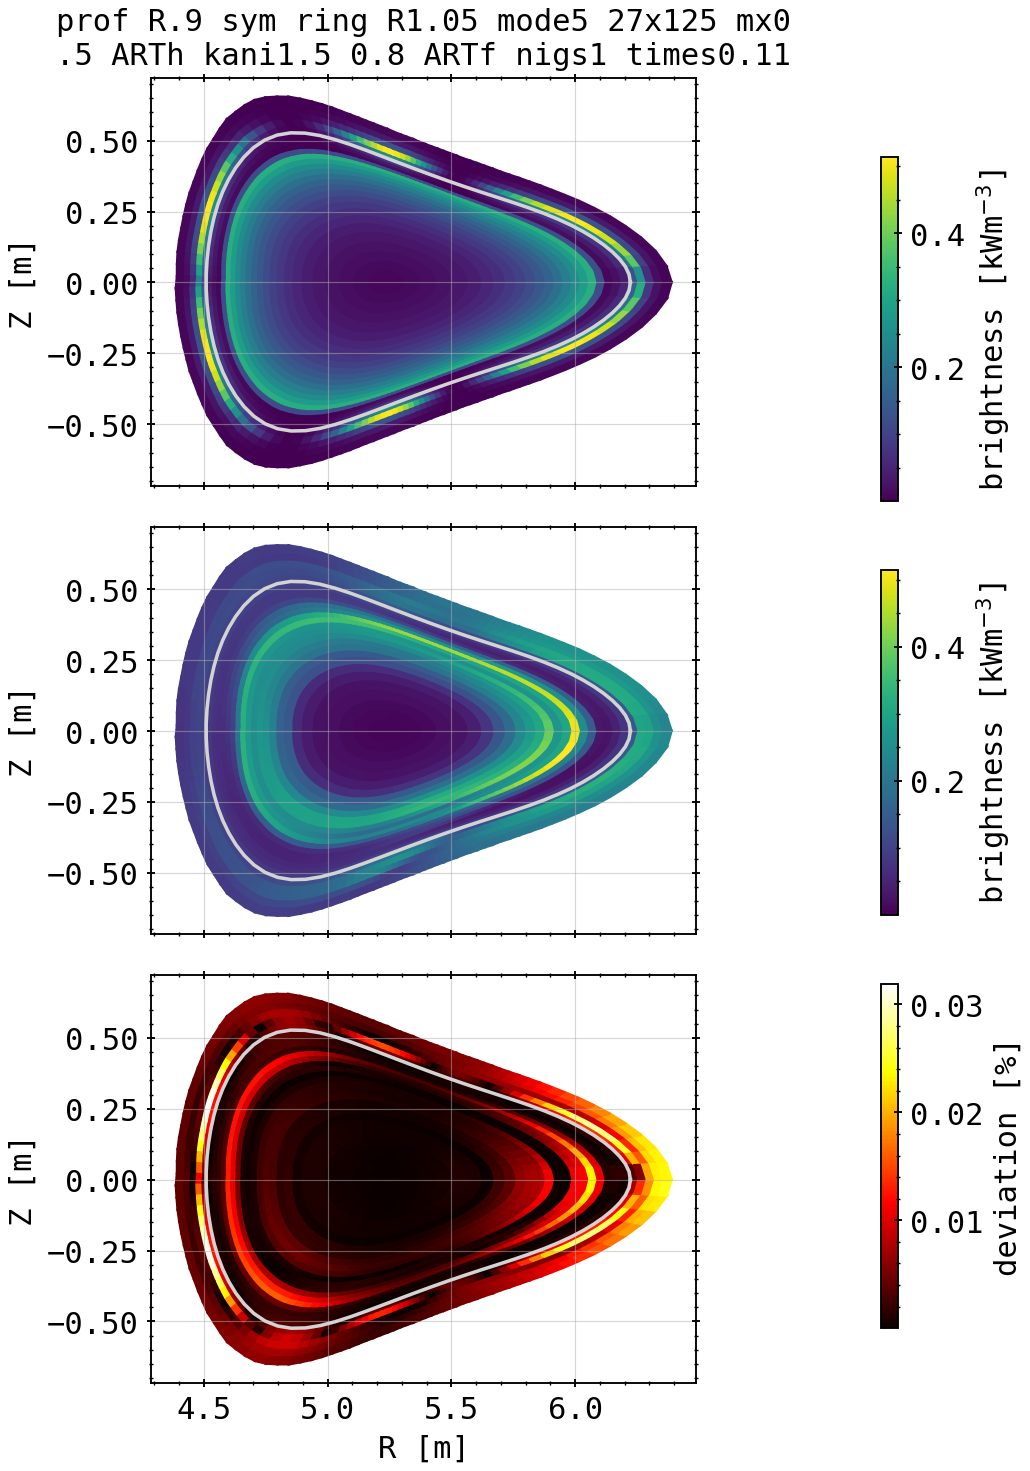 prof R.9 sym ring R1.05 mode5 27x125 mx0
.5 ARTh kani1.5 0.8 ARTf nigs1 times0.11
0.50
0.25
0.00
−0.25
−0.50
Z [m]
0.4
0.2
brightness [kWm⁻³]
0.50
0.25
0.00
−0.25
−0.50
Z [m]
0.4
0.2
brightness [kWm⁻³]
0.50
0.25
0.00
−0.25
−0.50
Z [m]
0.03
0.02
0.01
deviation [%]
4.5 5.0 5.5 6.0
R [m]